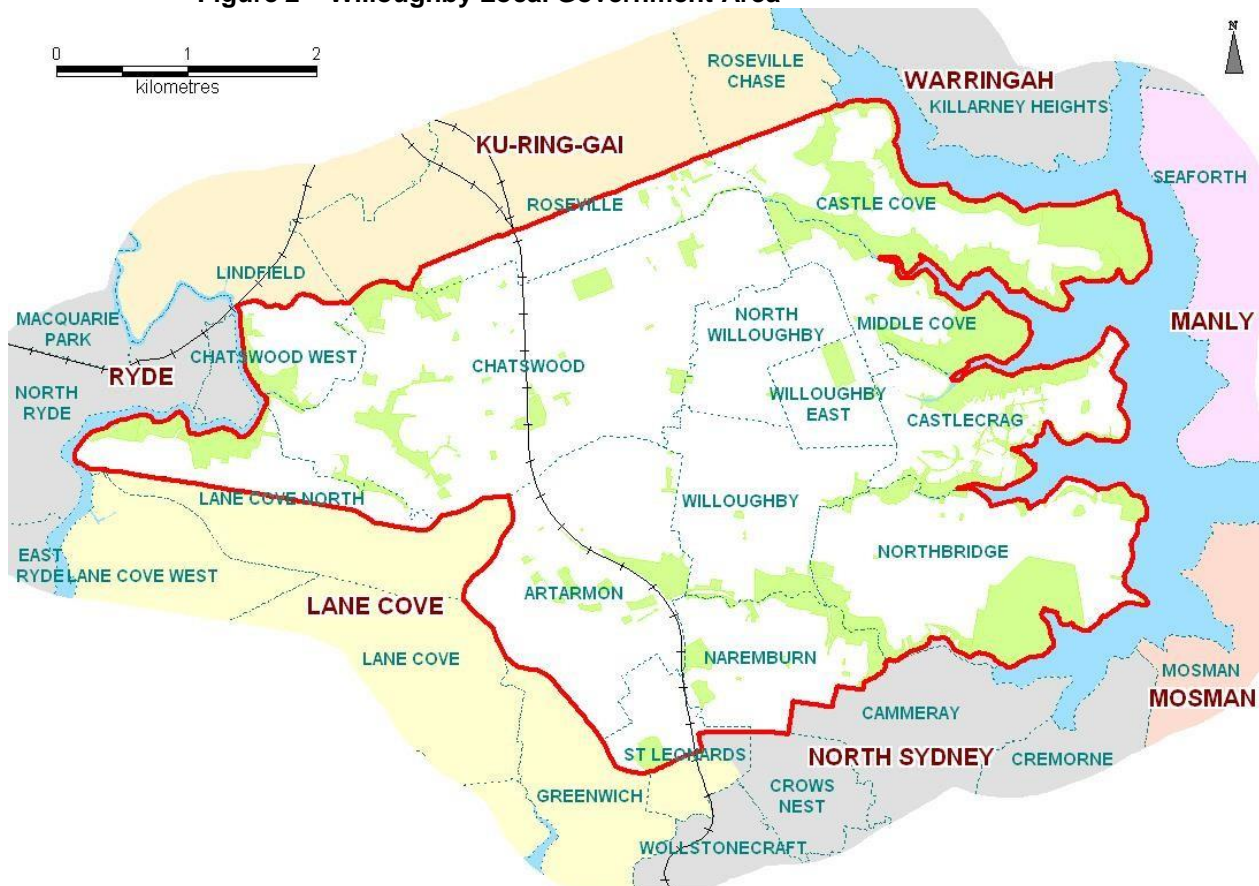 Figure 2 – Willoughby Local Government Area
0 1 2
kilometres
N
ROSEVILLE
CHASE
WARRINGAH
KILLARNEY HEIGHTS
KU-RING-GAI
SEAFORTH
ROSEVILLE
CASTLE COVE
LINDFIELD
MACQUARIE
PARK
NORTH
WILLOUGHBY
MIDDLE COVE
MANLY
CHATSWOOD WEST
CHATSWOOD
RYDE
NORTH
RYDE
WILLOUGHBY
EAST
CASTLECRAG
LANE COVE NORTH
WILLOUGHBY
EAST
RYDE
LANE COVE WEST
NORTHBRIDGE
ARTARMON
LANE COVE
LANE COVE
NAREMBURN
MOSMAN
MOSMAN
CAMMERAY
ST LEONARDS
NORTH SYDNEY
CREMORNE
GREENWICH
CROWS
NEST
WOLLSTONECRAFT